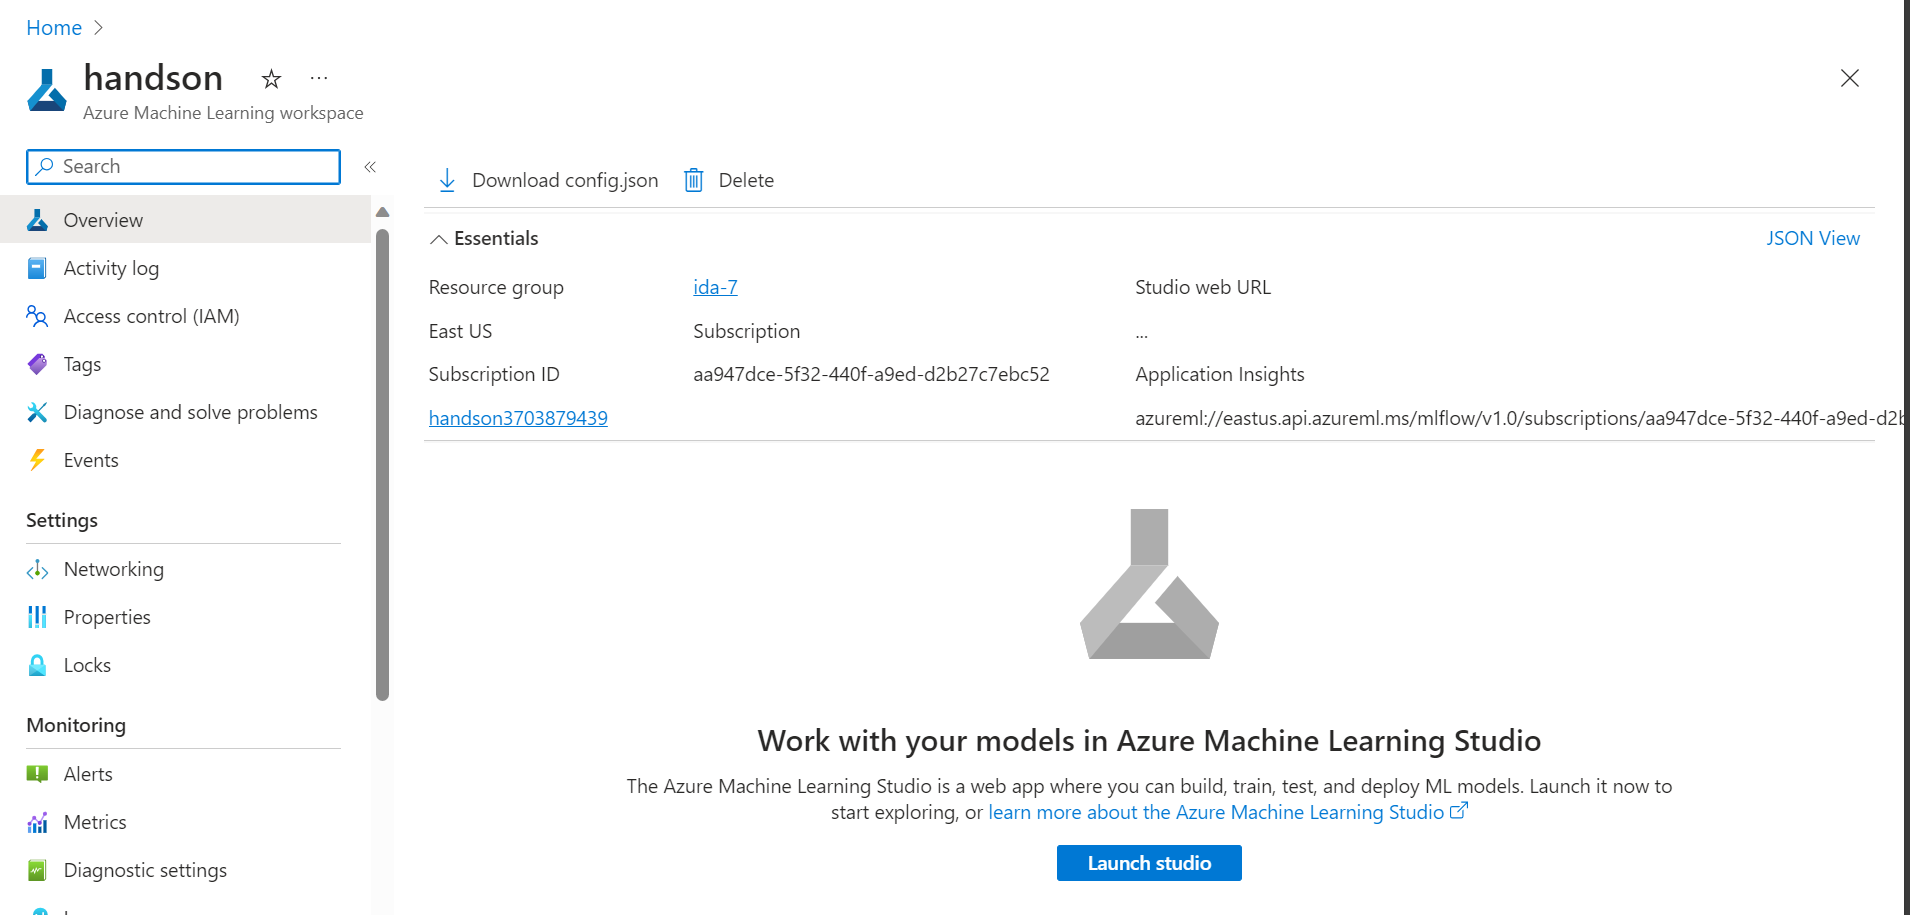 Home
handson
Azure Machine Learning workspace
Search
Overview
Activity log
Access control (IAM)
Tags
Diagnose and solve problems
Events
Settings
Networking
Properties
Locks
Monitoring
Alerts
Metrics
Diagnostic settings
Download config.json Delete
Essentials JSON View
Resource group ida-7 Studio web URL
East US Subscription ...
Subscription ID aa947dce-5f32-440f-a9ed-d2b27c7ebc52 Application Insights
handson3703879439 azureml://eastus.api.azureml.ms/mlflow/v1.0/subscriptions/aa947dce-5f32-440f-a9ed-d2b
Work with your models in Azure Machine Learning Studio
The Azure Machine Learning Studio is a web app where you can build, train, test, and deploy ML models. Launch it now to
start exploring, or learn more about the Azure Machine Learning Studio
Launch studio